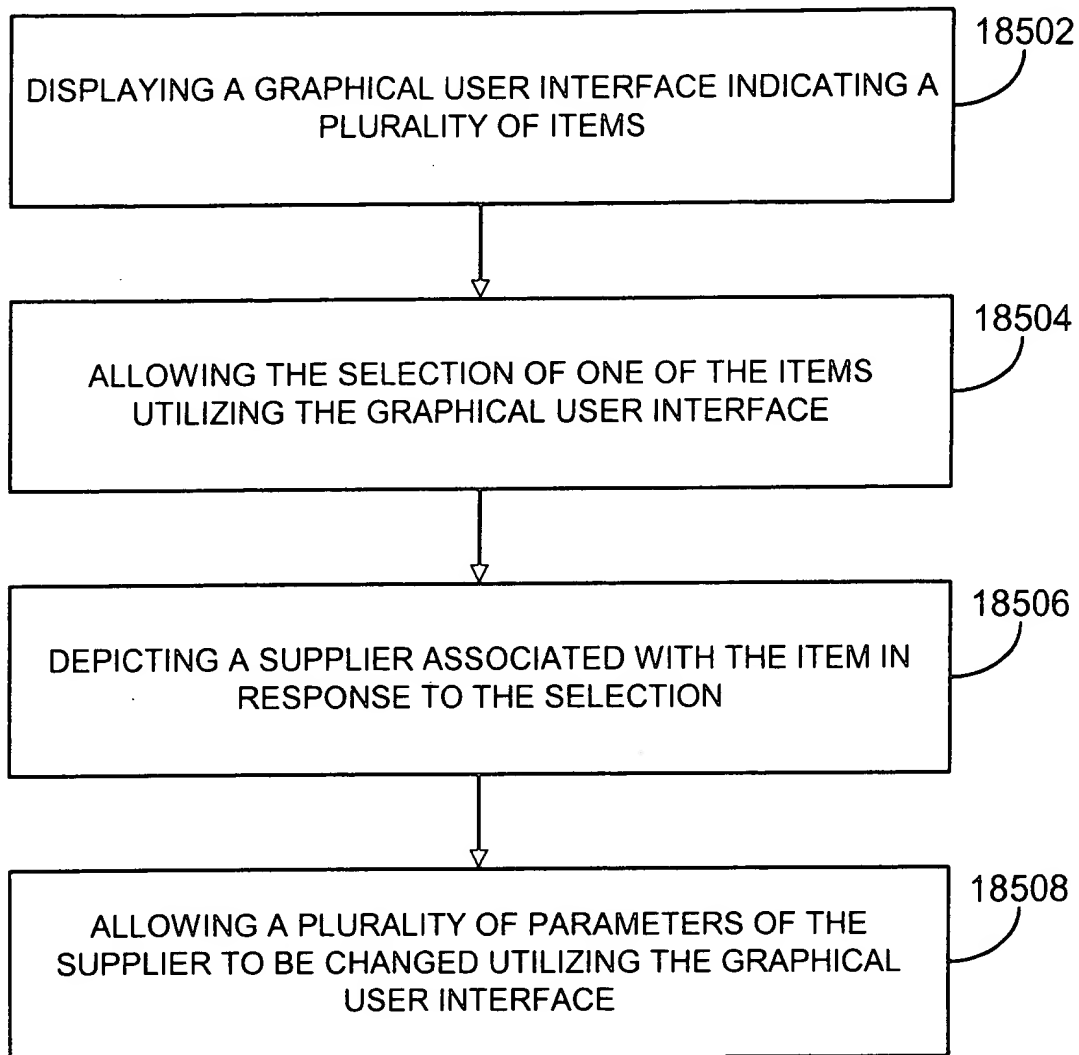 18502
DISPLAYING A GRAPHICAL USER INTERFACE INDICATING A
PLURALITY OF ITEMS
18504
ALLOWING THE SELECTION OF ONE OF THE ITEMS
UTILIZING THE GRAPHICAL USER INTERFACE
18506
DEPICTING A SUPPLIER ASSOCIATED WITH THE ITEM IN
RESPONSE TO THE SELECTION
18508
ALLOWING A PLURALITY OF PARAMETERS OF THE
SUPPLIER TO BE CHANGED UTILIZING THE GRAPHICAL
USER INTERFACE